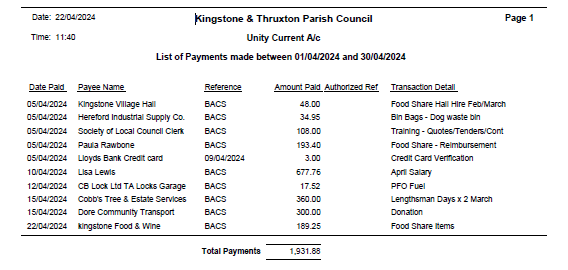 Date: 22/04/2024 Kingstone & Thruxton Parish Council Page 1
Time: 11:40 Unity Current A/c
List of Payments made between 01/04/2024 and 30/04/2024
Date Paid Payee Name Reference Amount Paid Authorized Ref Transaction Detail
05/04/2024 Kingstone Village Hall BACS 48.00 Food Share Hall Hire Feb/March
05/04/2024 Hereford Industrial Supply Co. BACS 34.95 Bin Bags - Dog waste bin
05/04/2024 Society of Local Council Clerk BACS 108.00 Training - Quotes/Tenders/Cont
05/04/2024 Paula Rawbone BACS 193.40 Food Share - Reimbursement
05/04/2024 Lloyds Bank Credit card 09/04/2024 3.00 Credit Card Verification
10/04/2024 Lisa Lewis BACS 677.76 April Salary
12/04/2024 CB Lock Ltd TA Locks Garage BACS 17.52 PFO Fuel
15/04/2024 Cobb's Tree & Estate Services BACS 360.00 Lengthsman Days x 2 March
15/04/2024 Dore Community Transport BACS 300.00 Donation
22/04/2024 kingstone Food & Wine BACS 189.25 Food Share Items
Total Payments 1,931.88